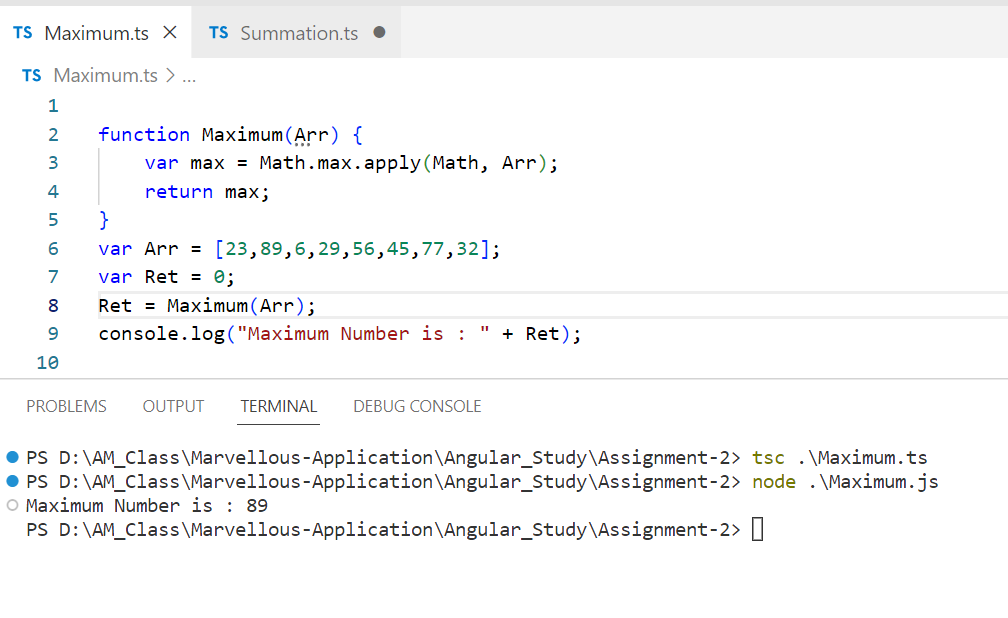 TS Maximum.ts × TS Summation.ts ●
TS Maximum.ts > ...
1
2 function Maximum(Arr) {
3     var max = Math.max.apply(Math, Arr);
4     return max;
5 }
6 var Arr = [23,89,6,29,56,45,77,32];
7 var Ret = 0;
8 Ret = Maximum(Arr);
9 console.log("Maximum Number is : " + Ret);
10
PROBLEMS OUTPUT TERMINAL DEBUG CONSOLE
PS D:\AM_Class\Marvellous-Application\Angular_Study\Assignment-2> tsc .\Maximum.ts
PS D:\AM_Class\Marvellous-Application\Angular_Study\Assignment-2> node .\Maximum.js
Maximum Number is : 89
PS D:\AM_Class\Marvellous-Application\Angular_Study\Assignment-2>